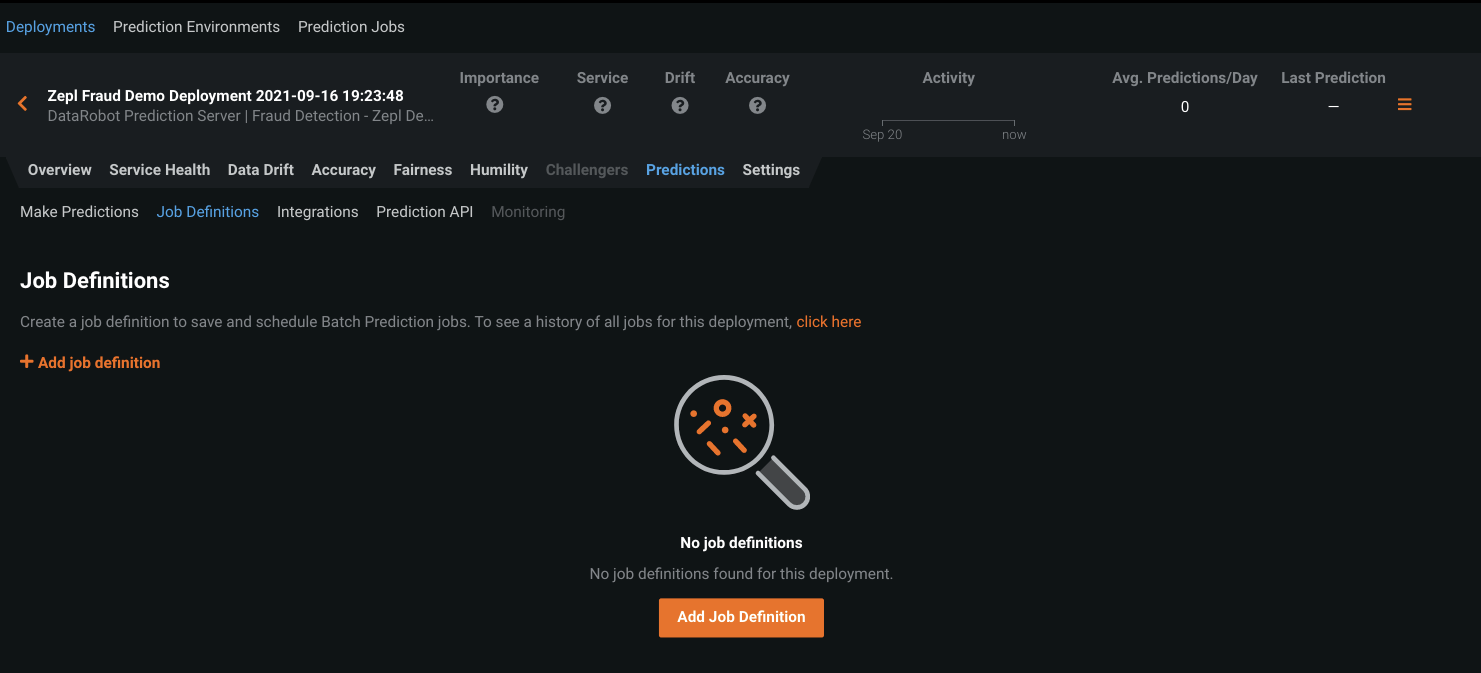 Deployments Prediction Environments Prediction Jobs
Importance Service Drift Accuracy Activity Avg. Predictions/Day Last Prediction
Zepl Fraud Demo Deployment 2021-09-16 19:23:48
? ? ? ? 0 —
DataRobot Prediction Server | Fraud Detection - Zepl De...
Sep 20 now
Overview Service Health Data Drift Accuracy Fairness Humility Challengers Predictions Settings
Make Predictions Job Definitions Integrations Prediction API Monitoring
Job Definitions
Create a job definition to save and schedule Batch Prediction jobs. To see a history of all jobs for this deployment, click here
+ Add job definition
No job definitions
No job definitions found for this deployment.
Add Job Definition